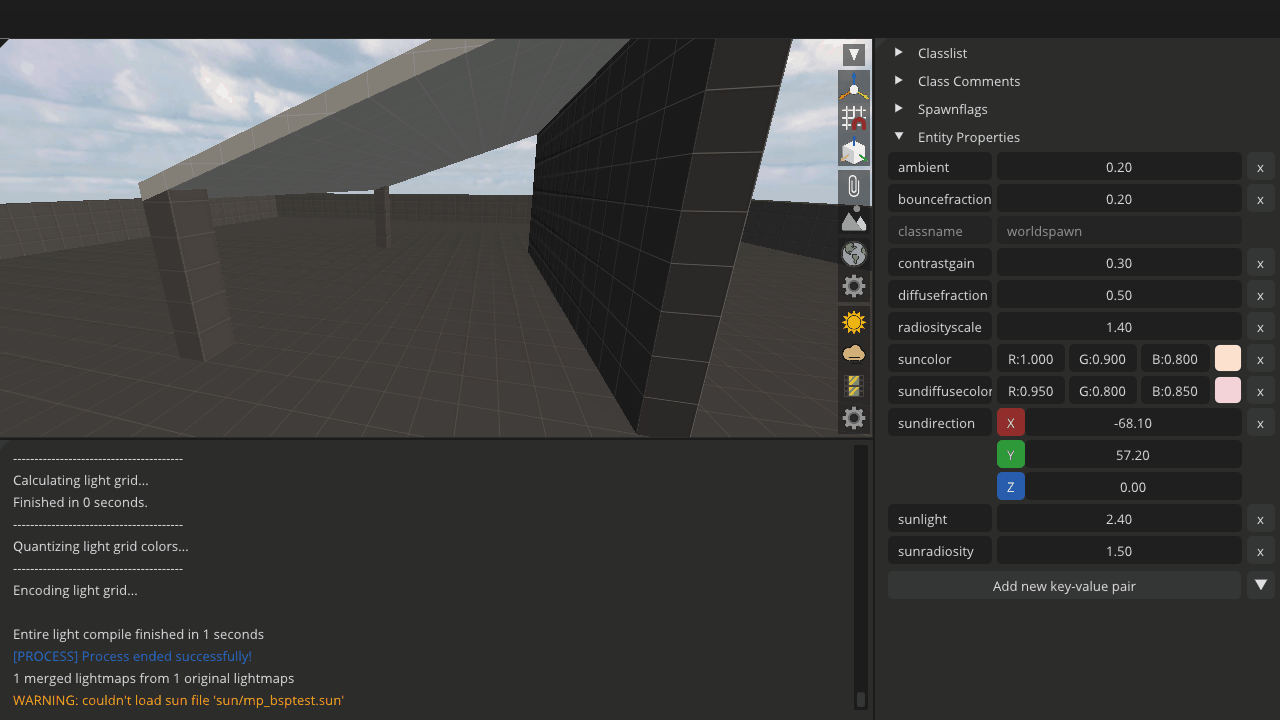 Classlist
Class Comments
Spawnflags
Entity Properties
ambient 0.20 x
bouncefraction 0.20 x
classname worldspawn
contrastgain 0.30 x
diffusefraction 0.50 x
radiosityscale 1.40 x
suncolor R:1.000 G:0.900 B:0.800 x
sundiffusecolor R:0.950 G:0.800 B:0.850 x
sundirection X -68.10 x
Y 57.20
Z 0.00
sunlight 2.40 x
sunradiosity 1.50 x
Add new key-value pair
----------------------------------------
Calculating light grid...
Finished in 0 seconds.
----------------------------------------
Quantizing light grid colors...
----------------------------------------
Encoding light grid...
Entire light compile finished in 1 seconds
[PROCESS] Process ended successfully!
1 merged lightmaps from 1 original lightmaps
WARNING: couldn't load sun file 'sun/mp_bsptest.sun'